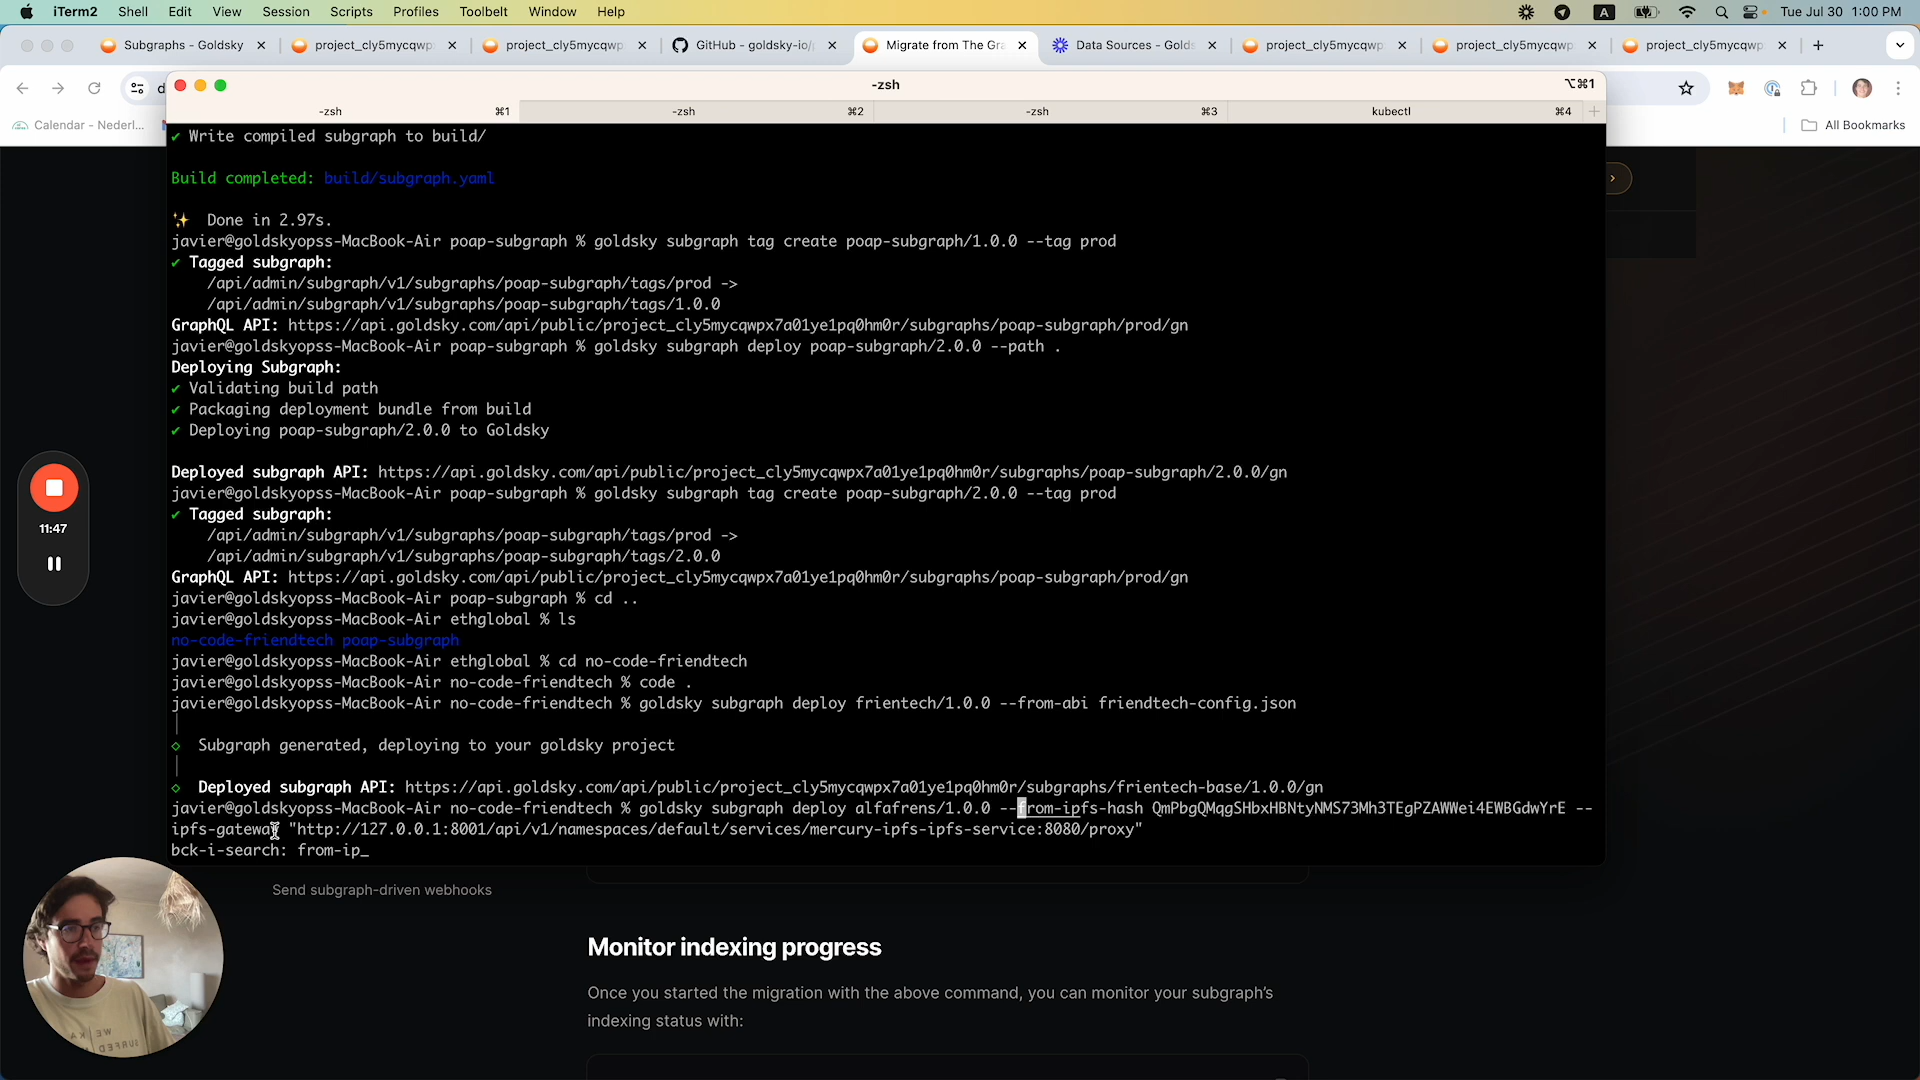 iTerm2 Shell Edit View Session Scripts Profiles Toolbelt Window Help
A
Tue Jul 30 1:00 PM
Subgraphs - Goldsky
project_cly5mycqwp
project_cly5mycqwp
GitHub - goldsky-io/
Migrate from The Gra
Data Sources - Golds
project_cly5mycqwp
project_cly5mycqwp
project_cly5mycqwp
d
-zsh
⌥⌘1
Calendar - Nederl...
All Bookmarks
-zsh ⌘1
-zsh ⌘2
-zsh ⌘3
kubectl ⌘4
✔ Write compiled subgraph to build/
Build completed: build/subgraph.yaml
✨ Done in 2.97s.
javier@goldskyopss-MacBook-Air poap-subgraph % goldsky subgraph tag create poap-subgraph/1.0.0 --tag prod
✔ Tagged subgraph:
/api/admin/subgraph/v1/subgraphs/poap-subgraph/tags/prod ->
/api/admin/subgraph/v1/subgraphs/poap-subgraph/tags/1.0.0
GraphQL API: https://api.goldsky.com/api/public/project_cly5mycqwpx7a01ye1pq0hm0r/subgraphs/poap-subgraph/prod/gn
javier@goldskyopss-MacBook-Air poap-subgraph % goldsky subgraph deploy poap-subgraph/2.0.0 --path .
Deploying Subgraph:
✔ Validating build path
✔ Packaging deployment bundle from build
✔ Deploying poap-subgraph/2.0.0 to Goldsky
Deployed subgraph API: https://api.goldsky.com/api/public/project_cly5mycqwpx7a01ye1pq0hm0r/subgraphs/poap-subgraph/2.0.0/gn
javier@goldskyopss-MacBook-Air poap-subgraph % goldsky subgraph tag create poap-subgraph/2.0.0 --tag prod
✔ Tagged subgraph:
/api/admin/subgraph/v1/subgraphs/poap-subgraph/tags/prod ->
/api/admin/subgraph/v1/subgraphs/poap-subgraph/tags/2.0.0
GraphQL API: https://api.goldsky.com/api/public/project_cly5mycqwpx7a01ye1pq0hm0r/subgraphs/poap-subgraph/prod/gn
javier@goldskyopss-MacBook-Air poap-subgraph % cd ..
javier@goldskyopss-MacBook-Air ethglobal % ls
no-code-friendtech poap-subgraph
javier@goldskyopss-MacBook-Air ethglobal % cd no-code-friendtech
javier@goldskyopss-MacBook-Air no-code-friendtech % code .
javier@goldskyopss-MacBook-Air no-code-friendtech % goldsky subgraph deploy frientech/1.0.0 --from-abi friendtech-config.json
Subgraph generated, deploying to your goldsky project
Deployed subgraph API: https://api.goldsky.com/api/public/project_cly5mycqwpx7a01ye1pq0hm0r/subgraphs/frientech-base/1.0.0/gn
javier@goldskyopss-MacBook-Air no-code-friendtech % goldsky subgraph deploy alfafrens/1.0.0 --from-ipfs-hash QmPbgQMqgSHbxHBNtyNMS73Mh3TEgPZAWWei4EWBGdwYrE --
ipfs-gateway "http://127.0.0.1:8001/api/v1/namespaces/default/services/mercury-ipfs-ipfs-service:8080/proxy"
bck-i-search: from-ip_
11:47
Send subgraph-driven webhooks
Monitor indexing progress
Once you started the migration with the above command, you can monitor your subgraph's
indexing status with: